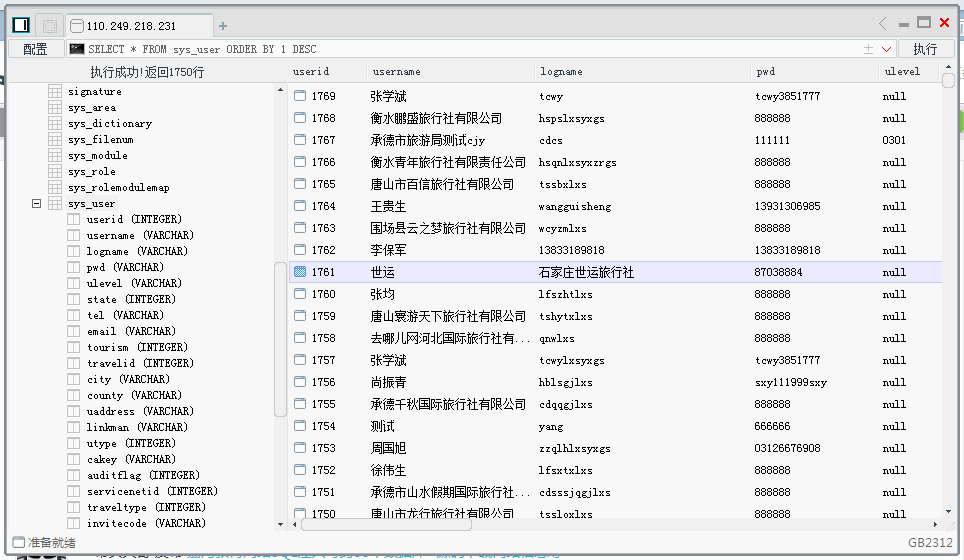 110.249.218.231
配置
SELECT * FROM sys_user ORDER BY 1 DESC
执行
执行成功!返回1750行
signature
sys_area
sys_dictionary
sys_filenum
sys_module
sys_role
sys_rolemodulemap
sys_user
userid (INTEGER)
username (VARCHAR)
logname (VARCHAR)
pwd (VARCHAR)
ulevel (VARCHAR)
state (INTEGER)
tel (VARCHAR)
email (VARCHAR)
tourism (INTEGER)
travelid (INTEGER)
city (VARCHAR)
county (VARCHAR)
uaddress (VARCHAR)
linkman (VARCHAR)
utype (INTEGER)
cakey (VARCHAR)
auditflag (INTEGER)
servicenetid (INTEGER)
traveltype (INTEGER)
invitecode (VARCHAR)
userid username logname pwd ulevel
1769 张学斌 tcwy tcwy3851777 null
1768 衡水鹏盛旅行社有限公司 hspslxsyxgs 888888 null
1767 承德市旅游局测试cjy cdcs 111111 0301
1766 衡水青年旅行社有限责任公司 hsqnlxsyxzrgs 888888 null
1765 唐山市百信旅行社有限公司 tssbxlxs 888888 null
1764 王贵生 wangguisheng 13931306985 null
1763 围场县云之梦旅行社有限公司 wcyzmlxs 888888 null
1762 李保军 13833189818 13833189818 null
1761 世运 石家庄世运旅行社 87038884 null
1760 张均 lfszhtlxs 888888 null
1759 唐山寰游天下旅行社有限公司 tshytxlxs 888888 null
1758 去哪儿网河北国际旅行社有... qnwlxs 888888 null
1757 张学斌 tcwylxsyxgs tcwy3851777 null
1756 尚振青 hblsgjlxs sxy111999sxy null
1755 承德千秋国际旅行社有限公司 cdqqgjlxs 888888 null
1754 测试 yang 666666 null
1753 周国旭 zzqlhlxsyxgs 03126676908 null
1752 徐伟生 lfsxtxlxs 888888 null
1751 承德市山水假期国际旅行社... cdsssjqgjlxs 888888 null
1750 唐山市龙行旅行社有限公司 tssloxlxs 888888 null
准备就绪
GB2312